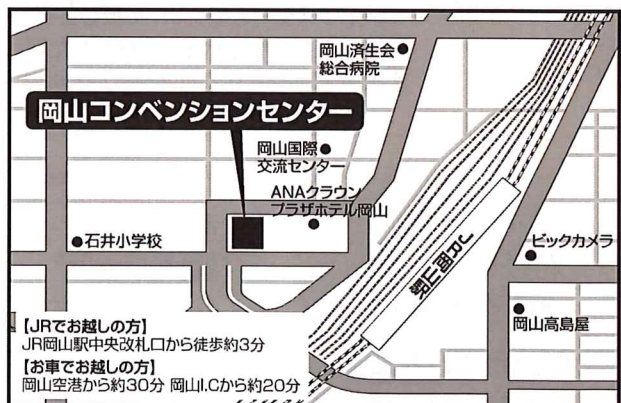 岡山済生会
総合病院
岡山コンベンションセンター
岡山国際
交流センター
ANAクラウン
プラザホテル岡山
石井小学校
ビックカメラ
JR岡山駅
岡山高島屋
【JRでお越しの方】
JR岡山駅中央改札口から徒歩約3分
【お車でお越しの方】
岡山空港から約30分 岡山I.Cから約20分